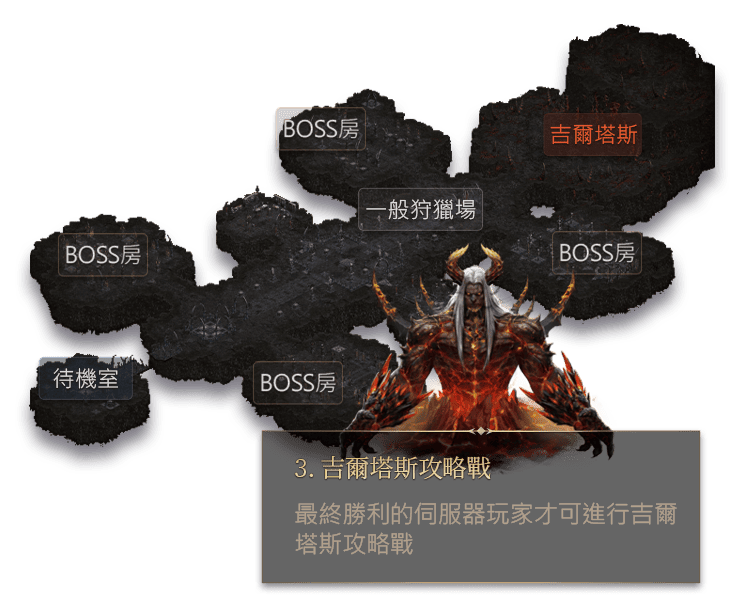 BOSS房
吉爾塔斯
一般狩獵場
BOSS房
BOSS房
待機室
BOSS房
3. 吉爾塔斯攻略戰
最終勝利的伺服器玩家才可進行吉爾
塔斯攻略戰